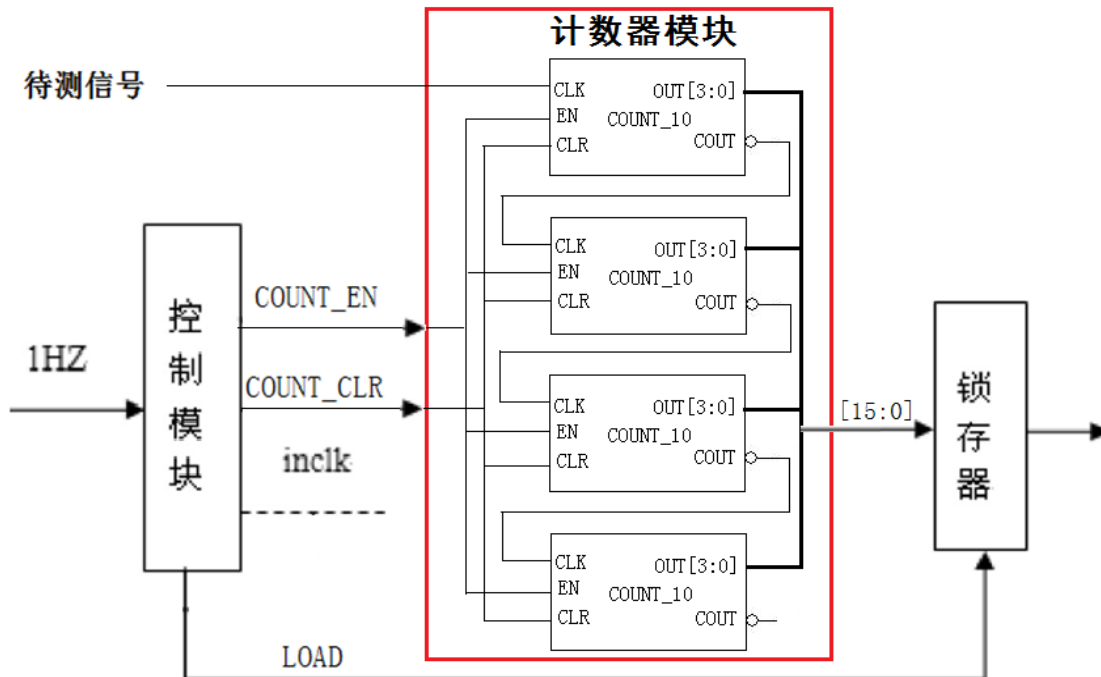 计数器模块
待测信号
CLK
OUT[3:0]
EN
COUNT_10
CLR
COUT
CLK
OUT[3:0]
EN
COUNT_10
CLR
COUT
控制模块
1HZ
COUNT_EN
COUNT_CLR
inclk
CLK
OUT[3:0]
EN
COUNT_10
CLR
COUT
[15:0]
锁存器
CLK
OUT[3:0]
EN
COUNT_10
CLR
COUT
LOAD